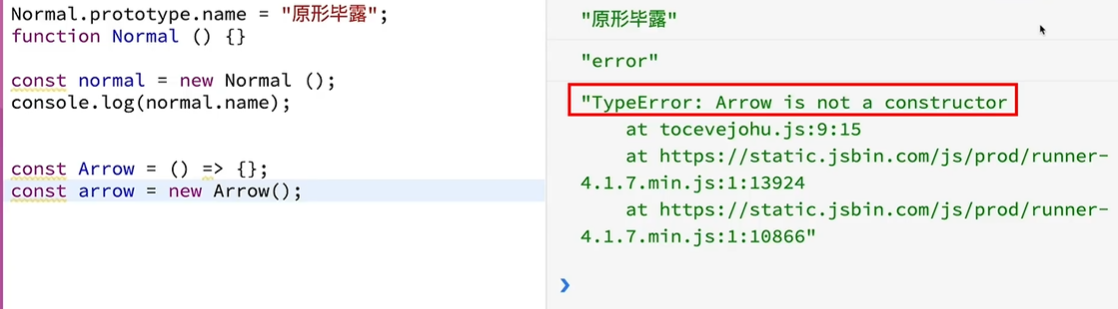 Normal.prototype.name = "原形毕露";
function Normal () {}
const normal = new Normal ();
console.log(normal.name);
const Arrow = () => {};
const arrow = new Arrow();
"原形毕露"
"error"
"TypeError: Arrow is not a constructor
at tocevejohu.js:9:15
at https://static.jsbin.com/js/prod/runner-
4.1.7.min.js:1:13924
at https://static.jsbin.com/js/prod/runner-
4.1.7.min.js:1:10866"